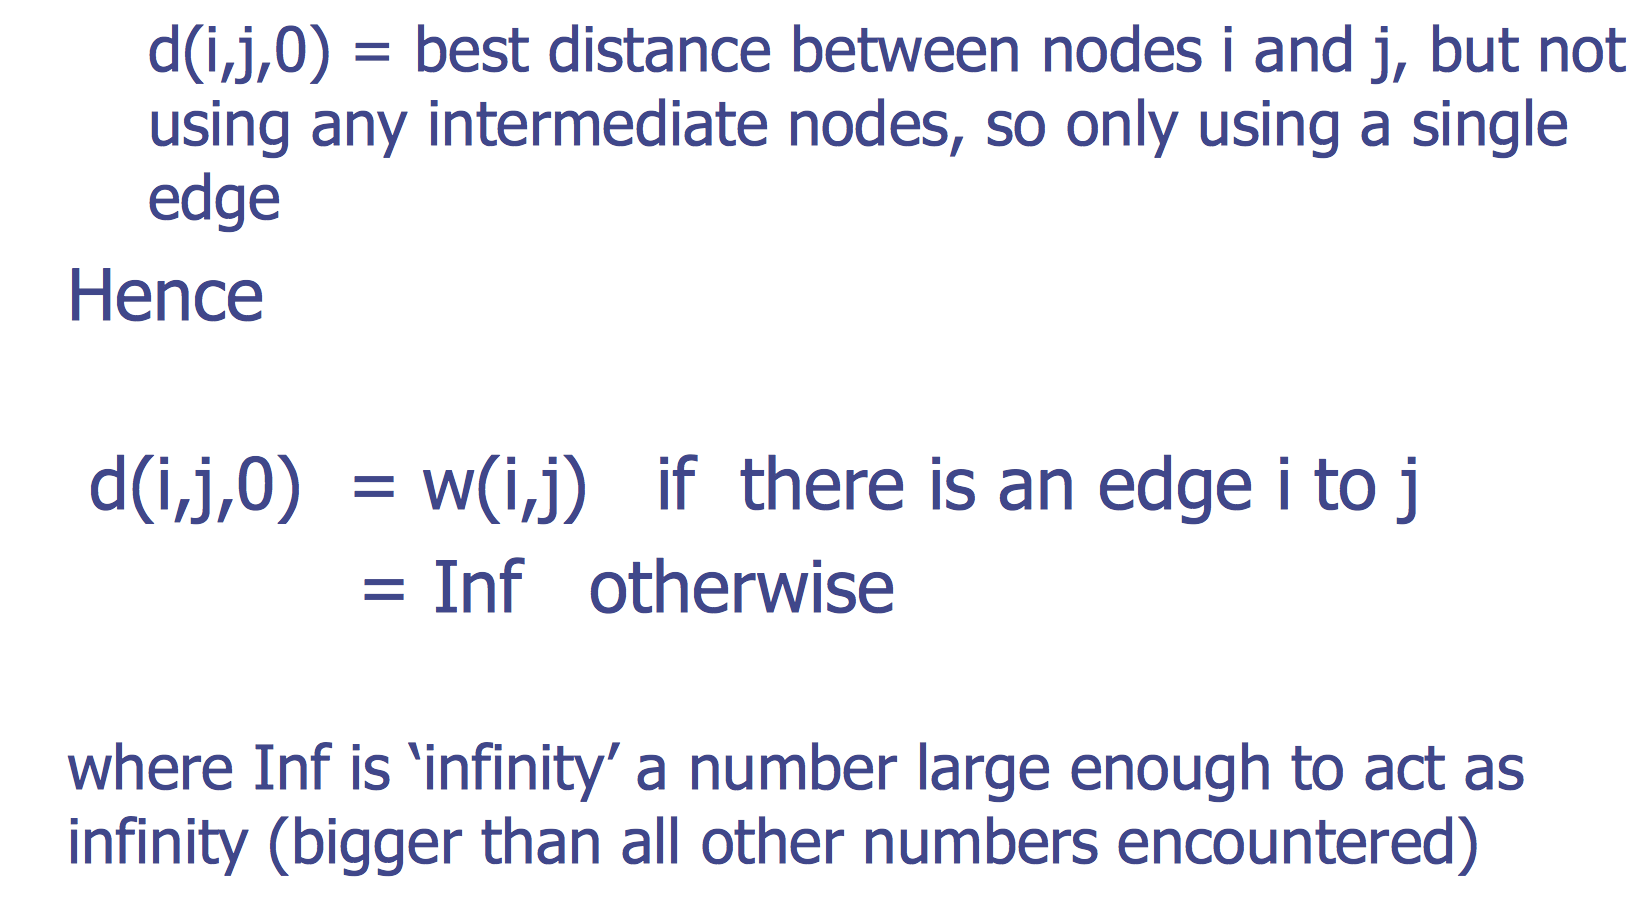 d(i,j,0) = best distance between nodes i and j, but not
using any intermediate nodes, so only using a single
edge
Hence
d(i,j,0) = w(i,j) if there is an edge i to j
= Inf otherwise
where Inf is ‘infinity’ a number large enough to act as
infinity (bigger than all other numbers encountered)